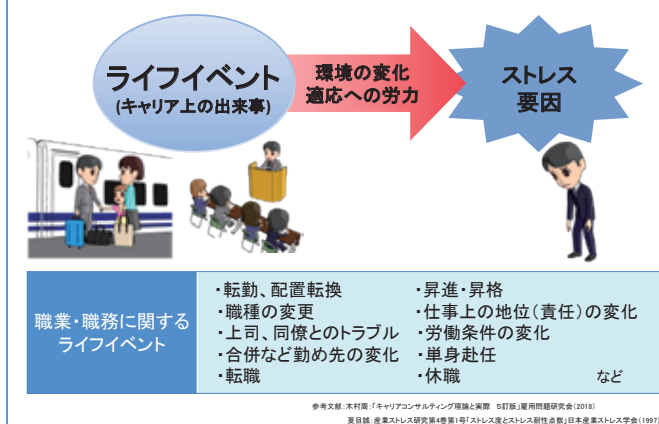 ライフイベント
(キャリア上の出来事)
環境の変化
適応への労力
ストレス
要因
職業・職務に関する
ライフイベント
・転勤、配置転換
・職種の変更
・上司、同僚とのトラブル
・合併など勤め先の変化
・転職
・昇進・昇格
・仕事上の地位(責任)の変化
・労働条件の変化
・単身赴任
・休職 など
参考文献:木村周:「キャリアコンサルティング理論と実際 5訂版」雇用問題研究会(2018)
夏目誠:産業ストレス研究第4巻第1号「ストレス度とストレス耐性点数」日本産業ストレス学会(1997)